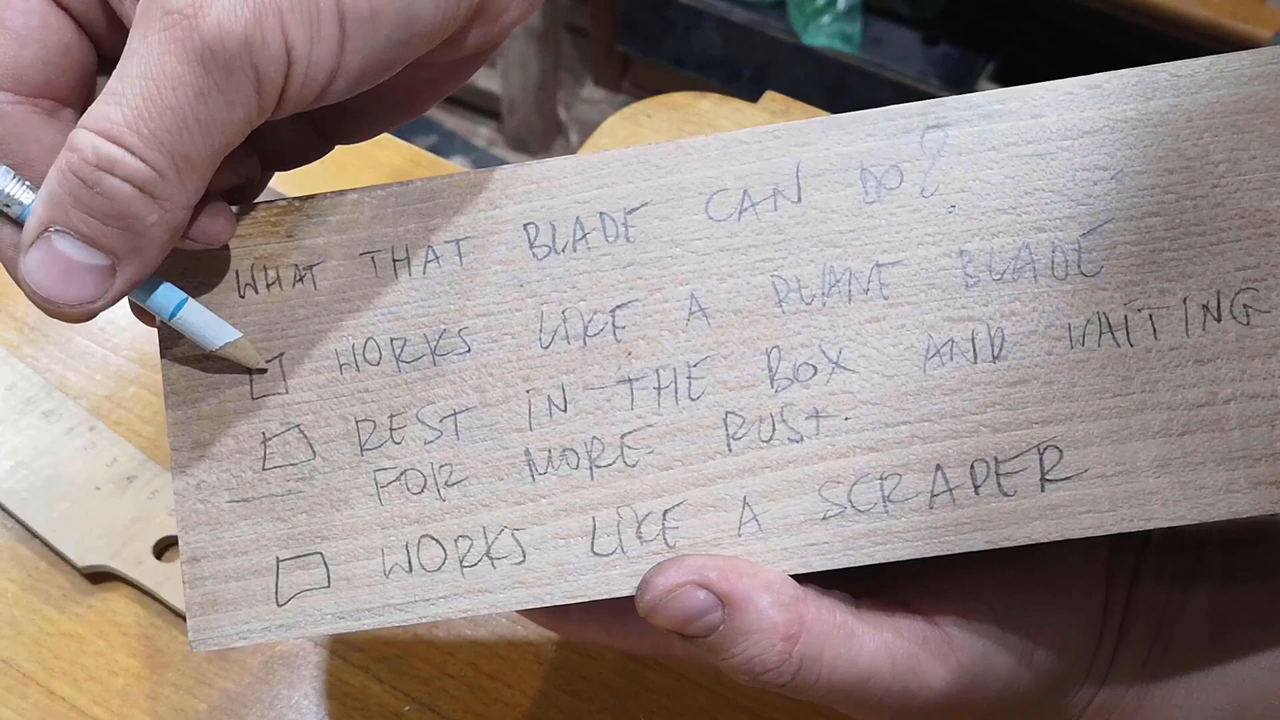 WHAT THAT BLADE CAN DO?
WORKS LIKE A PLANE BLADE
REST IN THE BOX AND WAITING
FOR MORE RUST.
WORKS LIKE A SCRAPER